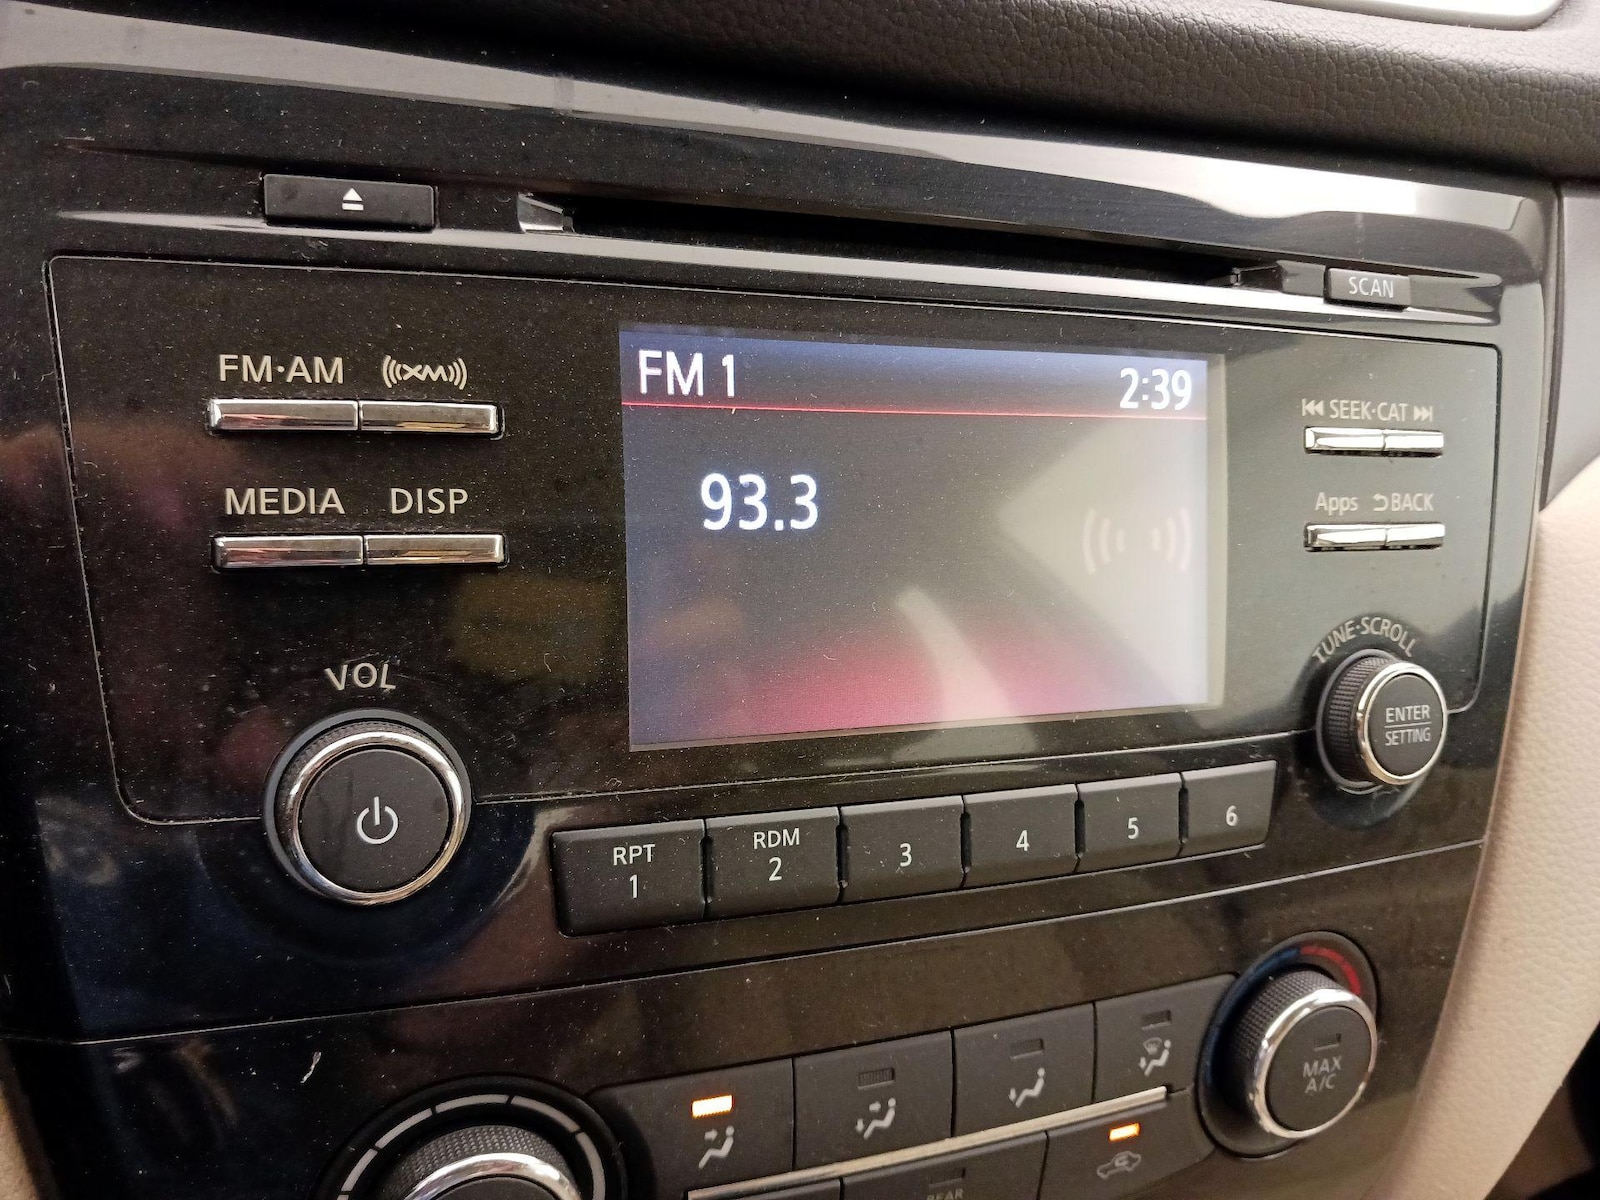 SCAN
FM·AM XM
FM 1 2:39
SEEK·CAT
93.3
MEDIA DISP
Apps BACK
VOL
TUNE·SCROLL
ENTER
SETTING
RPT
1
RDM
2
3
4
5
6
MAX
A/C
REAR